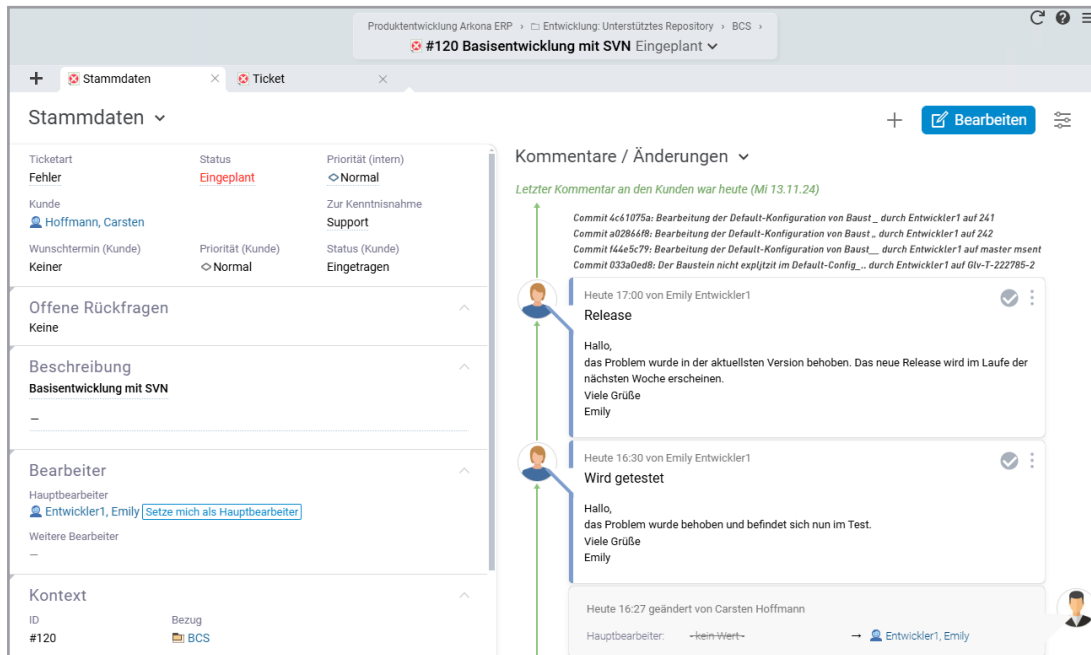 Produktentwicklung Arkona ERP › Entwicklung: Unterstütztes Repository › BCS ›
#120 Basisentwicklung mit SVN Eingeplant
Stammdaten
Ticket
Stammdaten
Bearbeiten
Ticketart Status Priorität (intern)
Fehler Eingeplant Normal
Kunde Zur Kenntnisnahme
Hoffmann, Carsten Support
Wunschtermin (Kunde) Priorität (Kunde) Status (Kunde)
Keiner Normal Eingetragen
Offene Rückfragen
Keine
Beschreibung
Basisentwicklung mit SVN
–
Bearbeiter
Hauptbearbeiter
Entwickler1, Emily Setze mich als Hauptbearbeiter
Weitere Bearbeiter
–
Kontext
ID Bezug
#120 BCS
Kommentare / Änderungen
Letzter Kommentar an den Kunden war heute (Mi 13.11.24)
Commit 4c61075a: Bearbeitung der Default-Konfiguration von Baust _ durch Entwickler1 auf 241
Commit a02866f8: Bearbeitung der Default-Konfiguration von Baust „ durch Entwickler1 auf 242
Commit f44e5c79: Bearbeitung der Default-Konfiguration von Baust__ durch Entwickler1 auf master msent
Commit 033a0ed8: Der Baustein nicht expljtzit im Default-Config_.. durch Entwickler1 auf Glv-T-222785-2
Heute 17:00 von Emily Entwickler1
Release
Hallo,
das Problem wurde in der aktuellsten Version behoben. Das neue Release wird im Laufe der
nächsten Woche erscheinen.
Viele Grüße
Emily
Heute 16:30 von Emily Entwickler1
Wird getestet
Hallo,
das Problem wurde behoben und befindet sich nun im Test.
Viele Grüße
Emily
Heute 16:27 geändert von Carsten Hoffmann
Hauptbearbeiter: - kein Wert - → Entwickler1, Emily